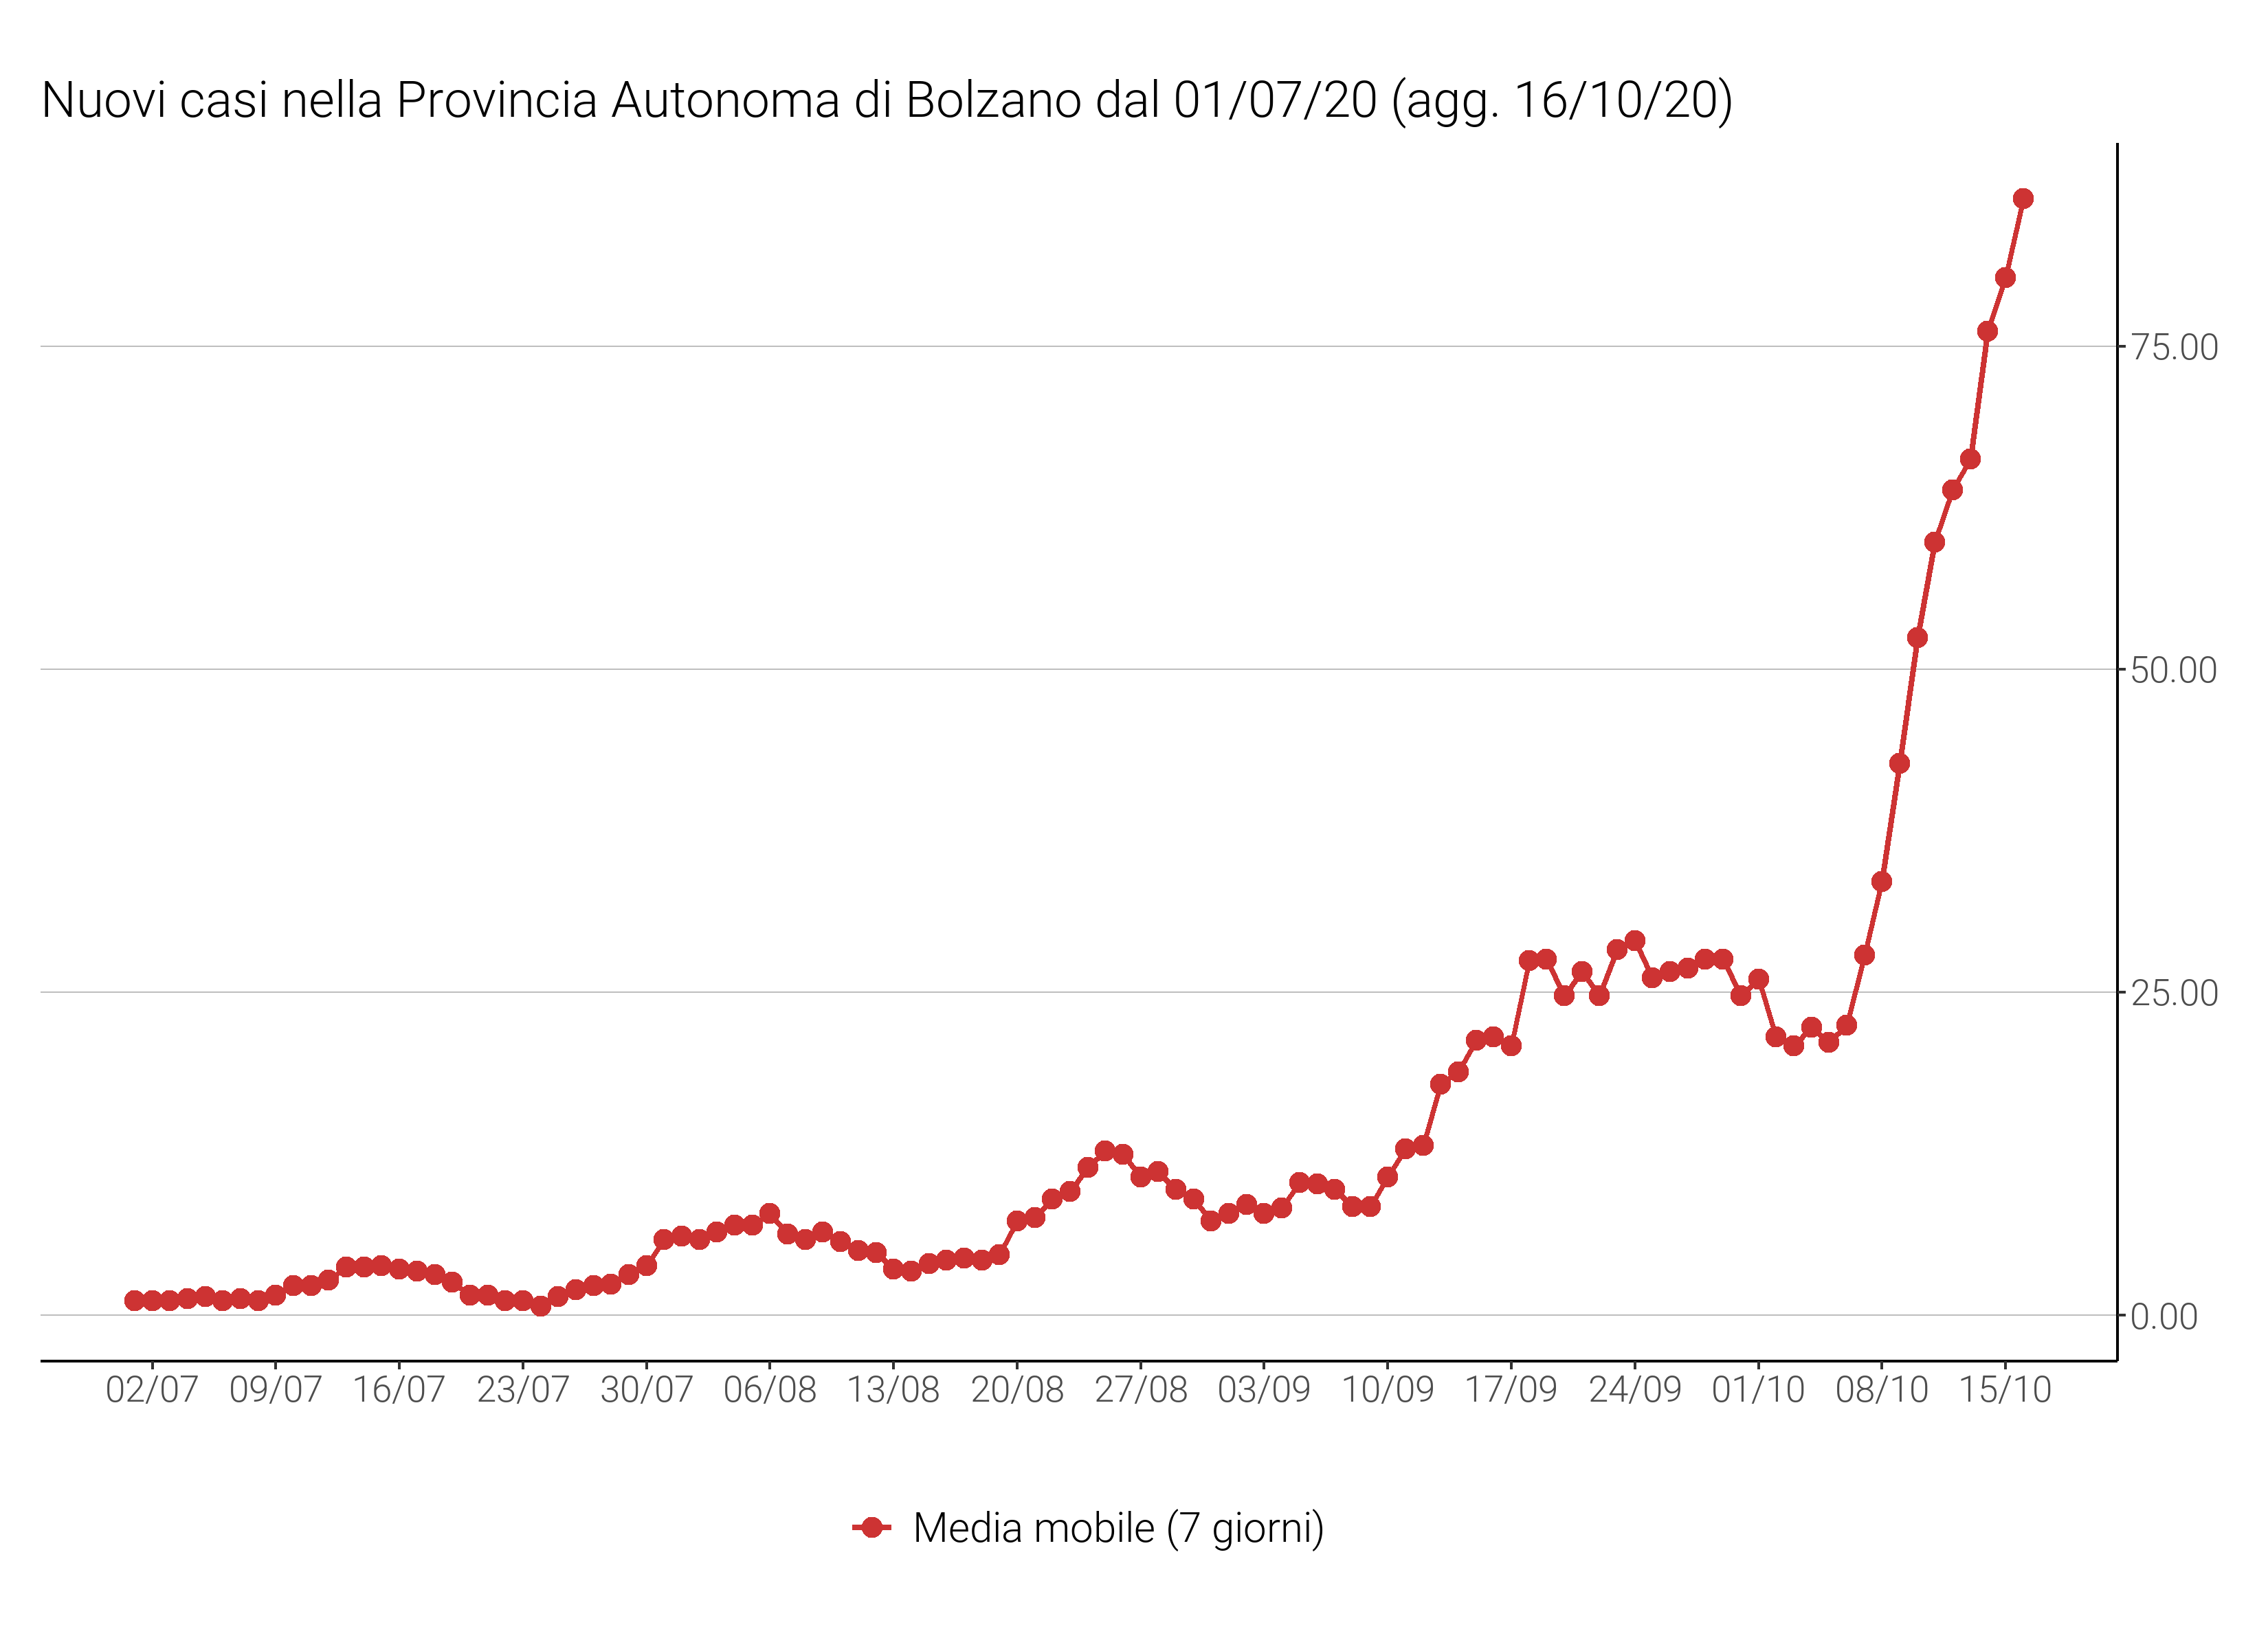 Nuovi casi nella Provincia Autonoma di Bolzano dal 01/07/20 (agg. 16/10/20)
75.00
50.00
25.00
0.00
02/07 09/07 16/07 23/07 30/07 06/08 13/08 20/08 27/08 03/09 10/09 17/09 24/09 01/10 08/10 15/10
Media mobile (7 giorni)